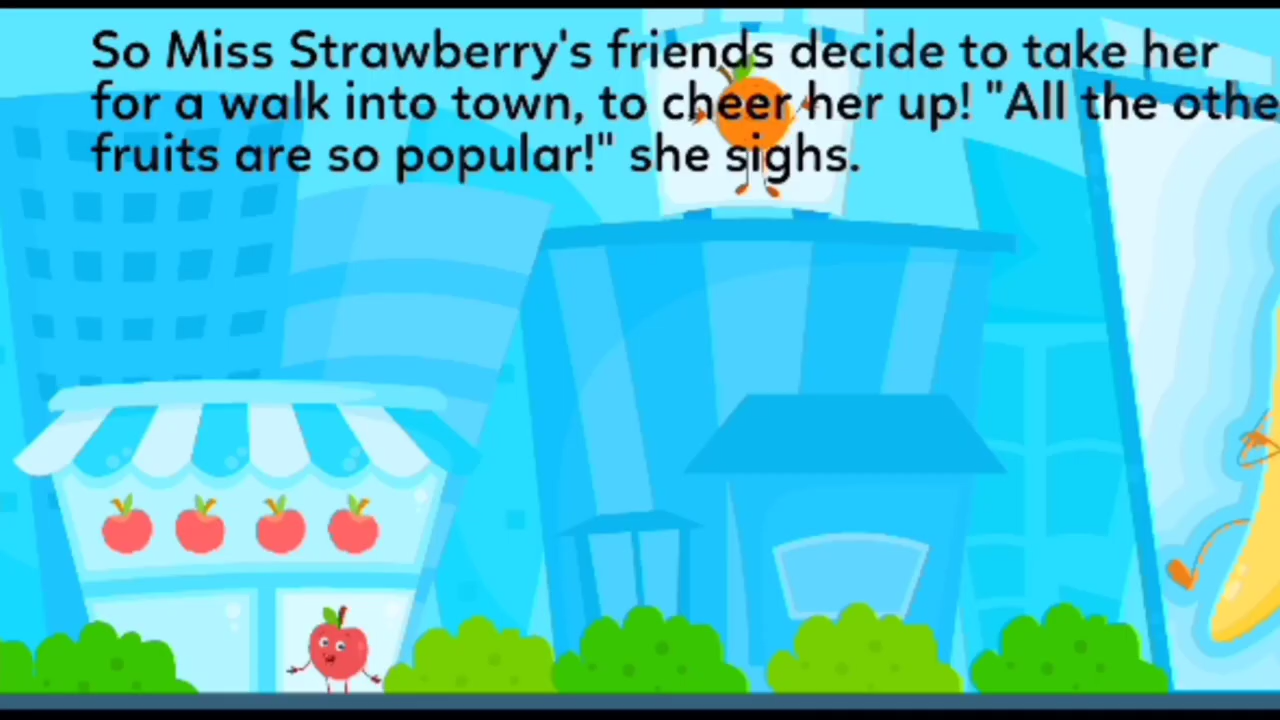 So Miss Strawberry's friends decide to take her
for a walk into town, to cheer her up! "All the othe
fruits are so popular!" she sighs.